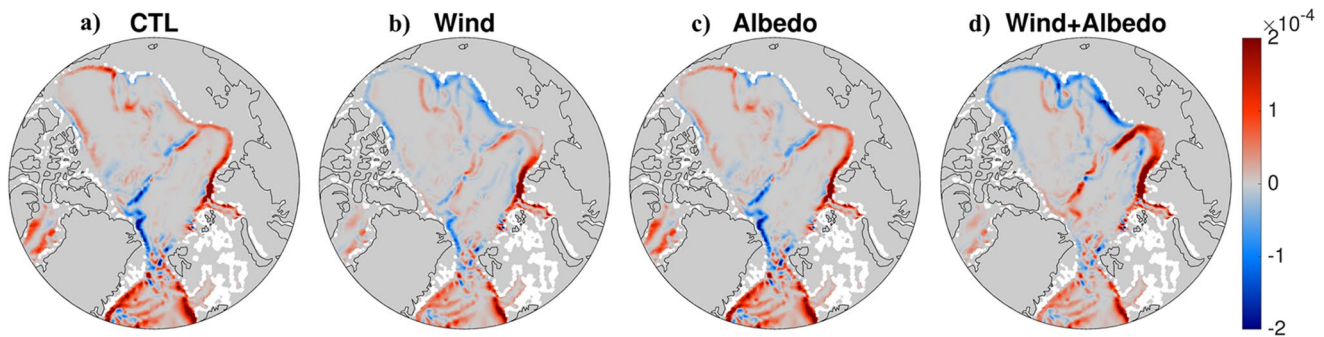 a) CTL
b) Wind
c) Albedo
d) Wind+Albedo
×10⁻⁴
2
1
0
-1
-2